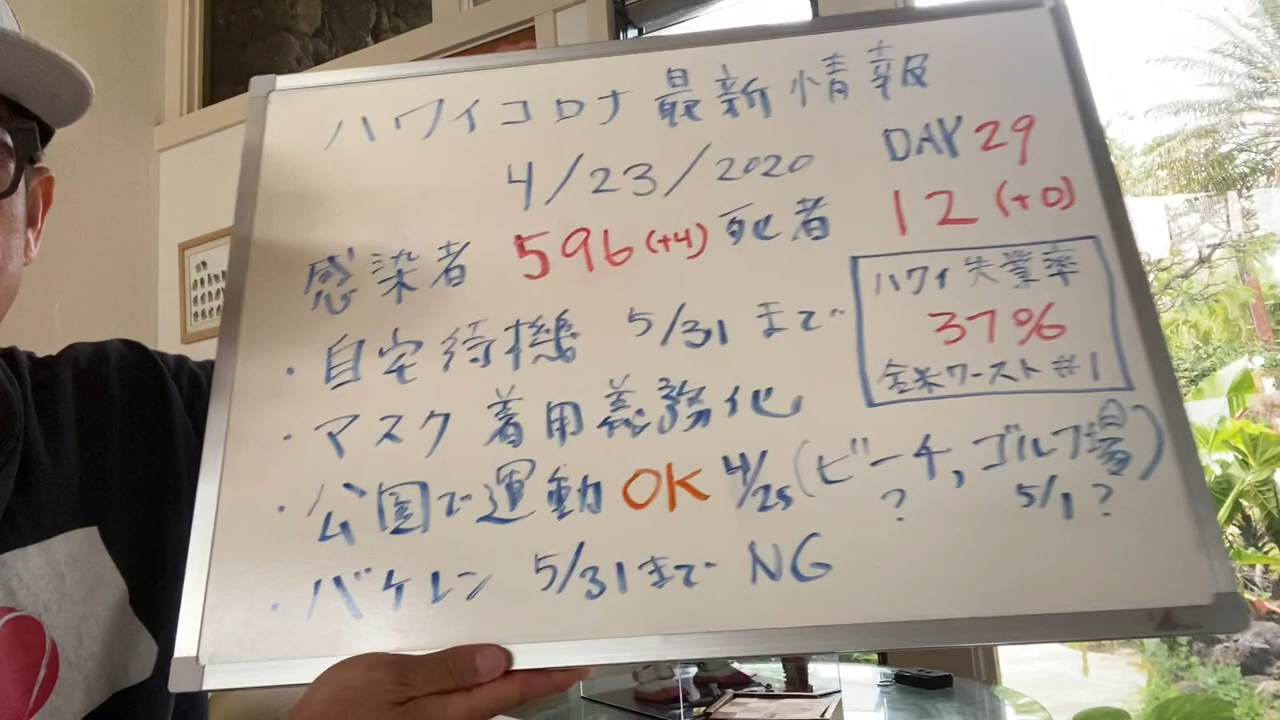 ハワイコロナ最新情報
4/23/2020 DAY 29
感染者 596(+4) 死者 12(+0)
・自宅待機 5/31まで
ハワイ失業率
37%
全米ワースト#1
・マスク着用義務化
・公園で運動OK 4/25(ビーチ,ゴルフ場)
? 5/1?
・バケレン 5/31まで NG